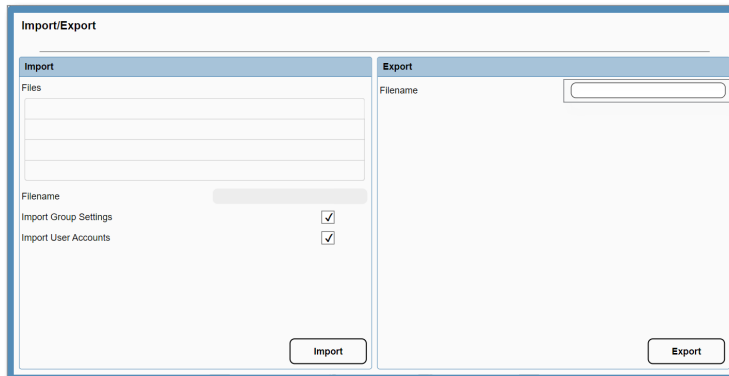 Import/Export
Import
Files
Filename
Import Group Settings
Import User Accounts
Import
Export
Filename
Export